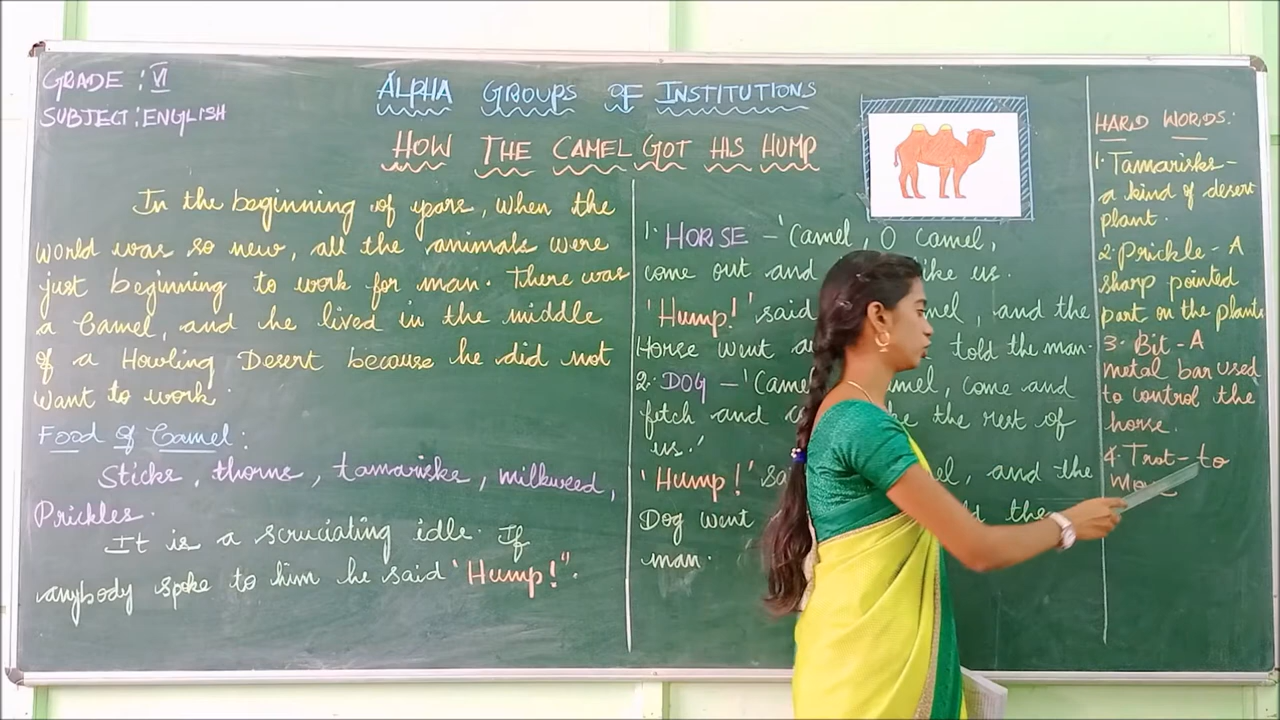 GRADE : VI
SUBJECT: ENGLISH
ALPHA GROUPS OF INSTITUTIONS
HOW THE CAMEL GOT HIS HUMP
In the beginning of years, when the
world was so new, all the animals were
just beginning to work for man. There was
a Camel, and he lived in the middle
of a Howling Desert because he did not
want to work.
Food of Camel:
Sticks, thorns, tamarisks, milkweed,
Prickles.
It is a scruciating idle. If
anybody spoke to him he said "Hump!".
1. HORSE - 'Camel, O Camel,
come out and like us.
'Hump!' said and the
Horse went told the man.
2. DOG - 'Camel come and
fetch and the rest of
us.'
'Hump!' and the
Dog went
man.
HARD WORDS:
1. Tamarisks -
a kind of desert
plant.
2. Prickle - A
sharp pointed
part on the plants
3. Bit - A
metal bar used
to control the
horse.
4. Trot - to
Move